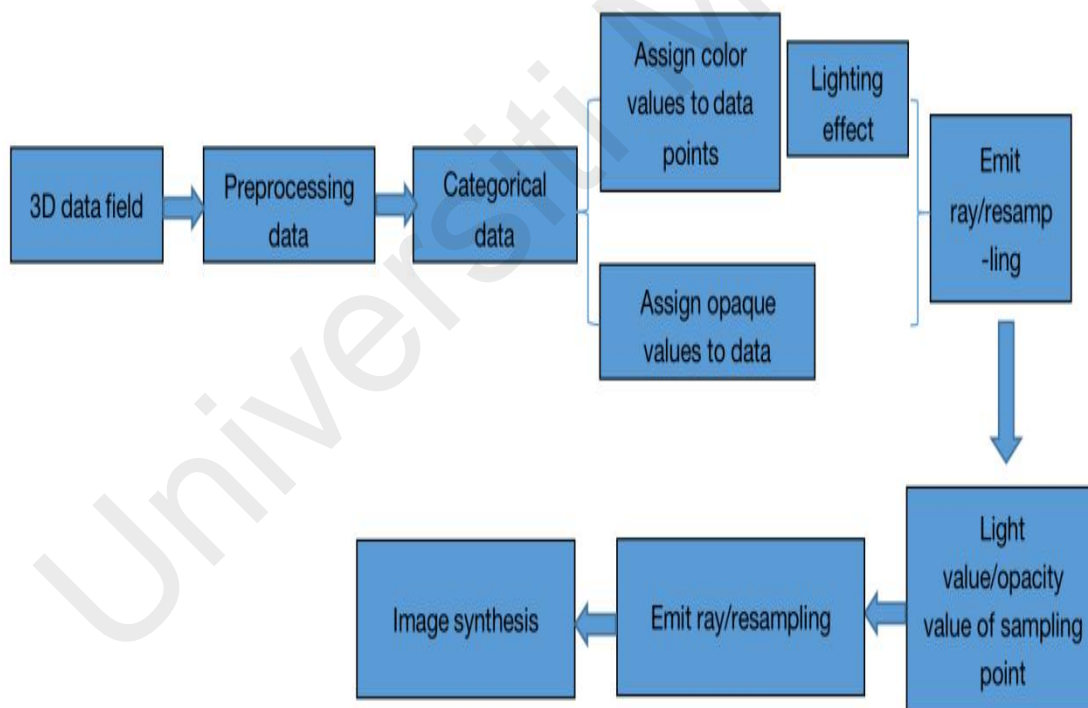 3D data field
Preprocessing
data
Categorical
data
Assign color
values to data
points
Lighting
effect
Assign opaque
values to data
Emit
ray/resamp
-ling
Light
value/opacity
value of sampling
point
Emit ray/resampling
Image synthesis
Universiti M